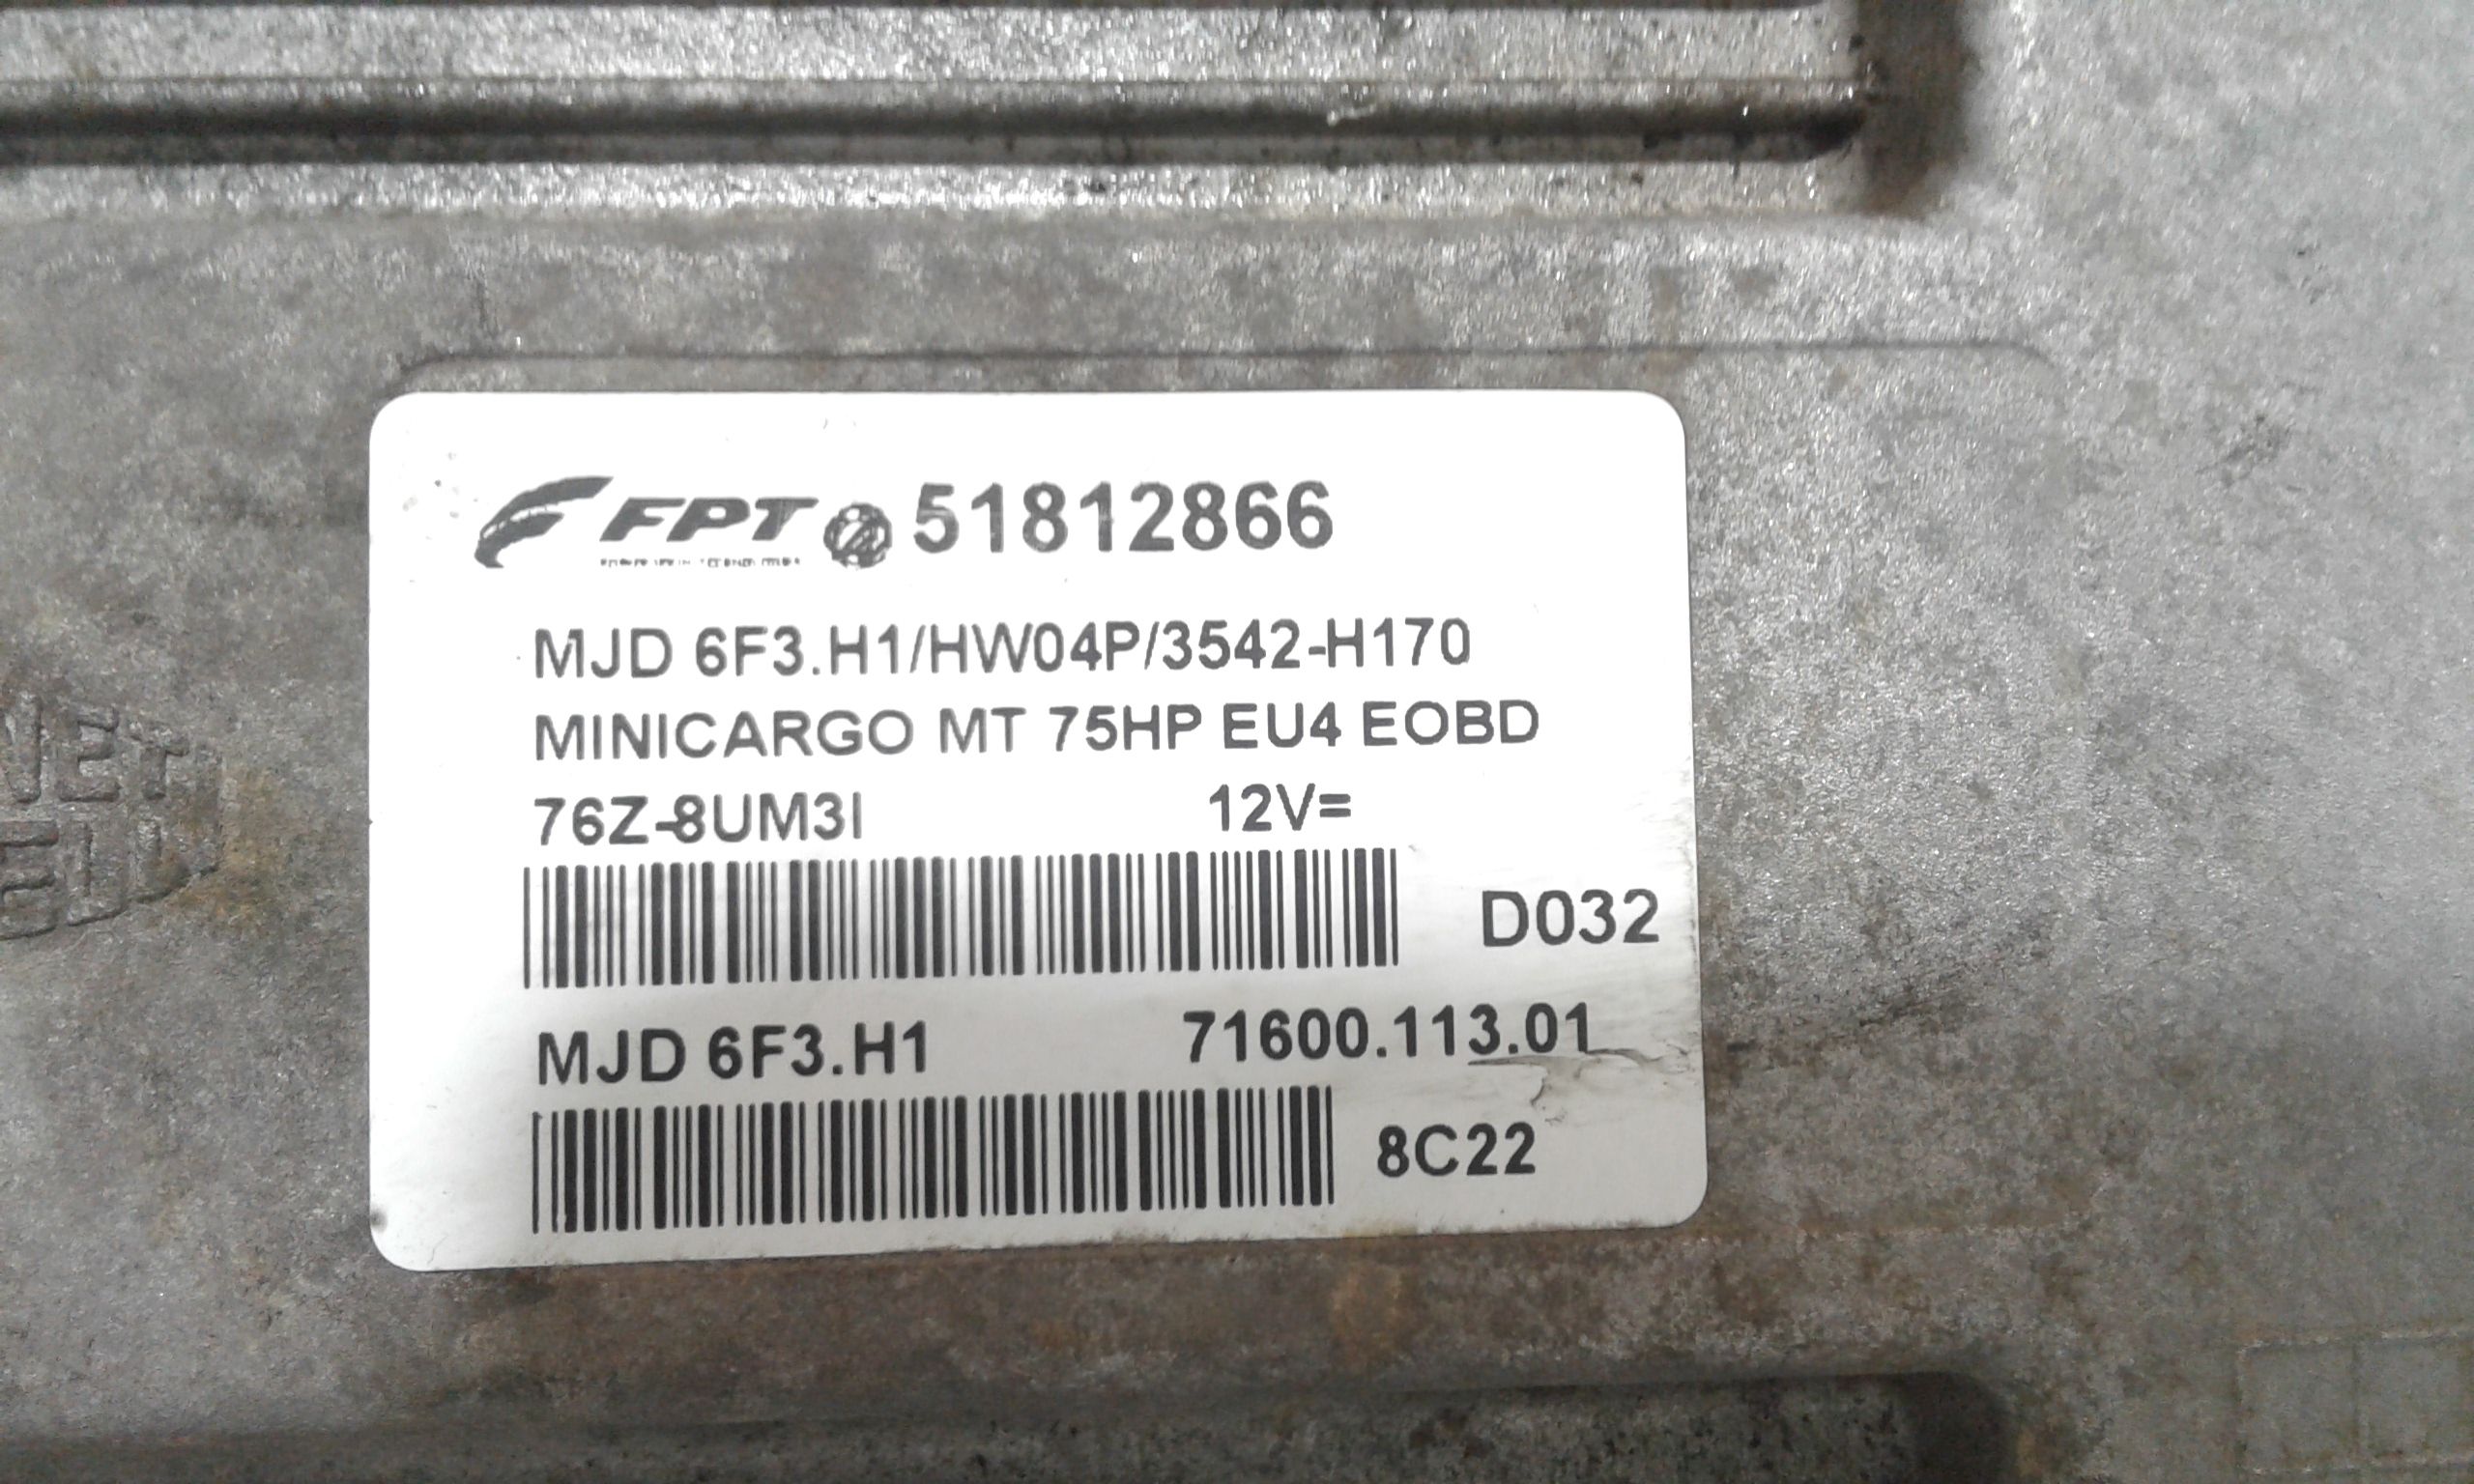 FPT 51812866
MJD 6F3.H1/HW04P/3542-H170
MINICARGO MT 75HP EU4 EOBD
76Z-8UM3I 12V=
D032
MJD 6F3.H1 71600.113.01
8C22